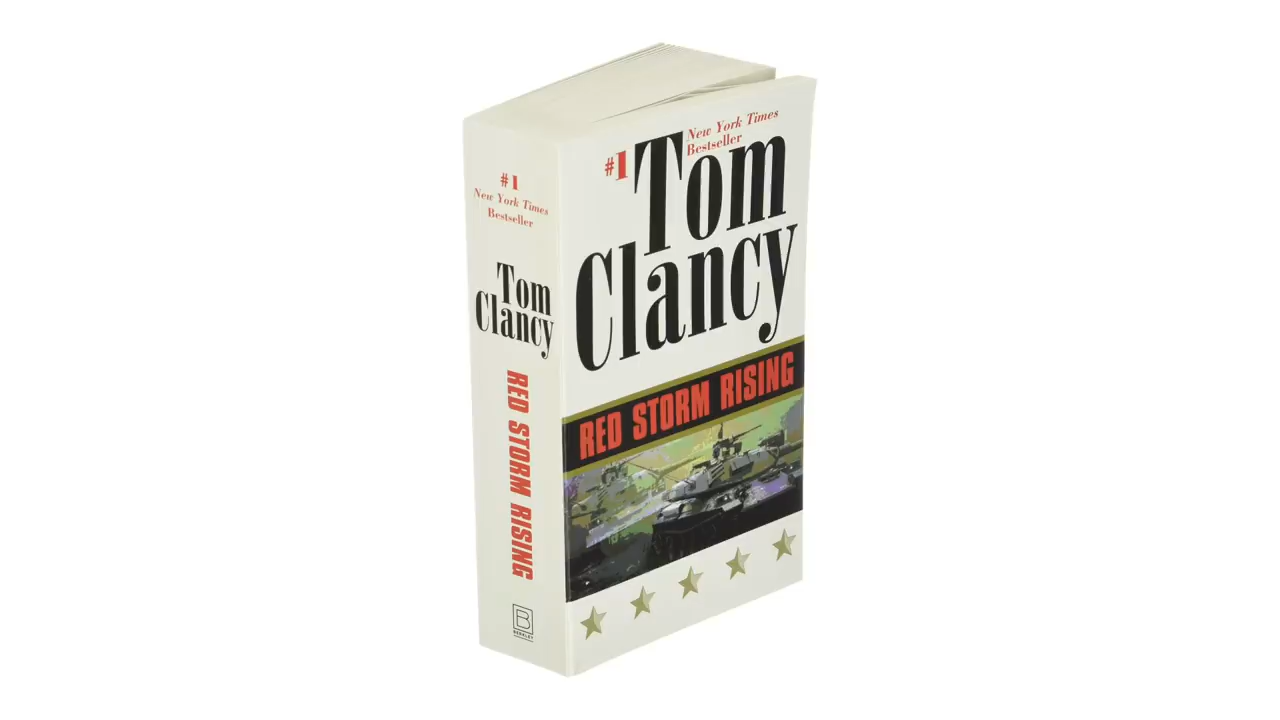 #1
New York Times
Bestseller
Tom
Clancy
RED STORM RISING
B
BERKLEY
#1
New York Times
Bestseller
Tom
Clancy
RED STORM RISING